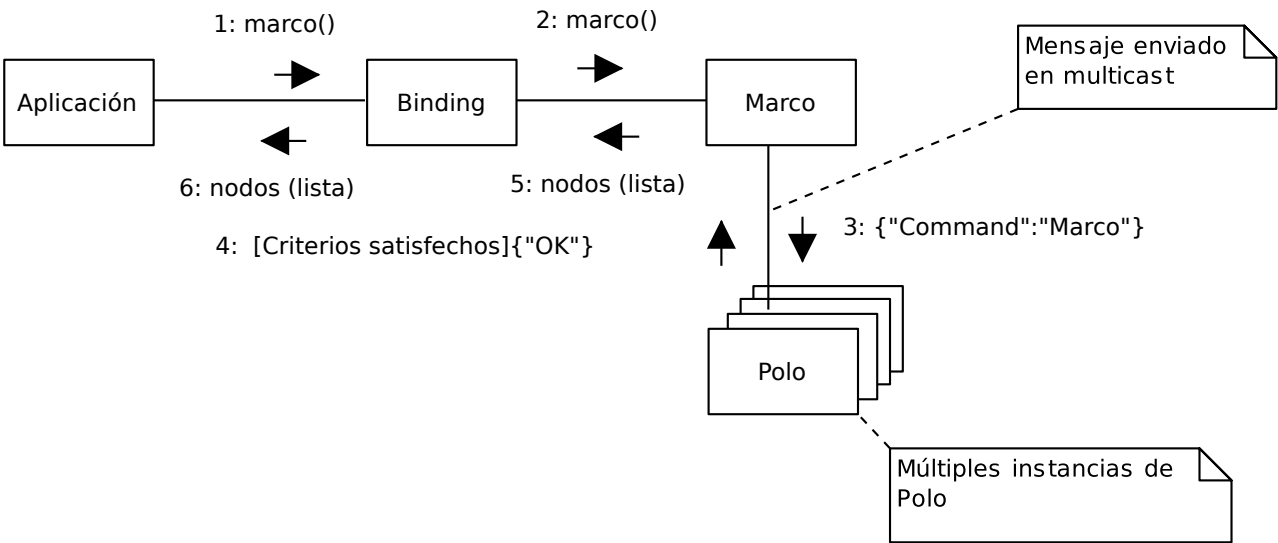 1: marco()
2: marco()
Mensaje enviado
en multicast
Aplicación
Binding
Marco
6: nodos (lista)
5: nodos (lista)
3: {"Command":"Marco"}
4:  [Criterios satisfechos]{"OK"}
Polo
Múltiples instancias de
Polo